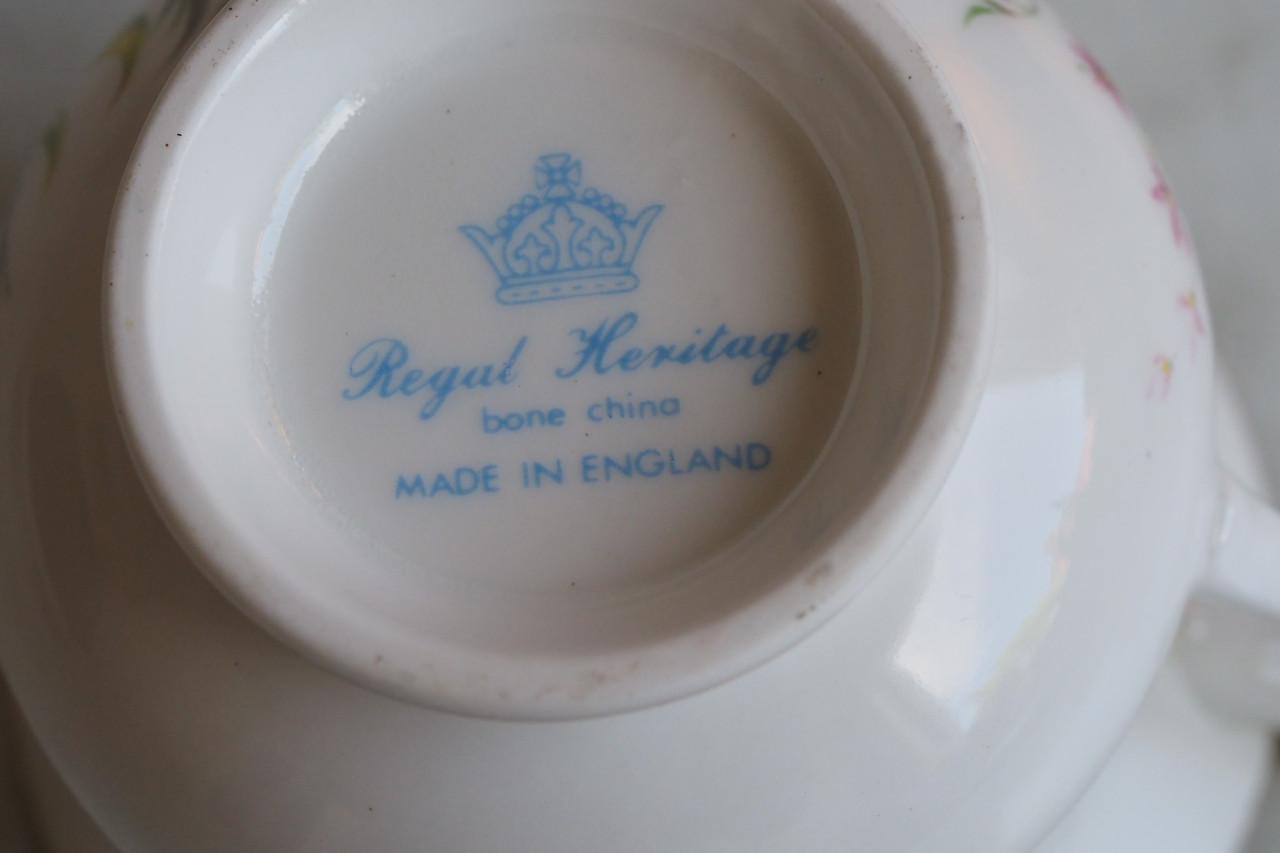 Regal Heritage
bone china
MADE IN ENGLAND